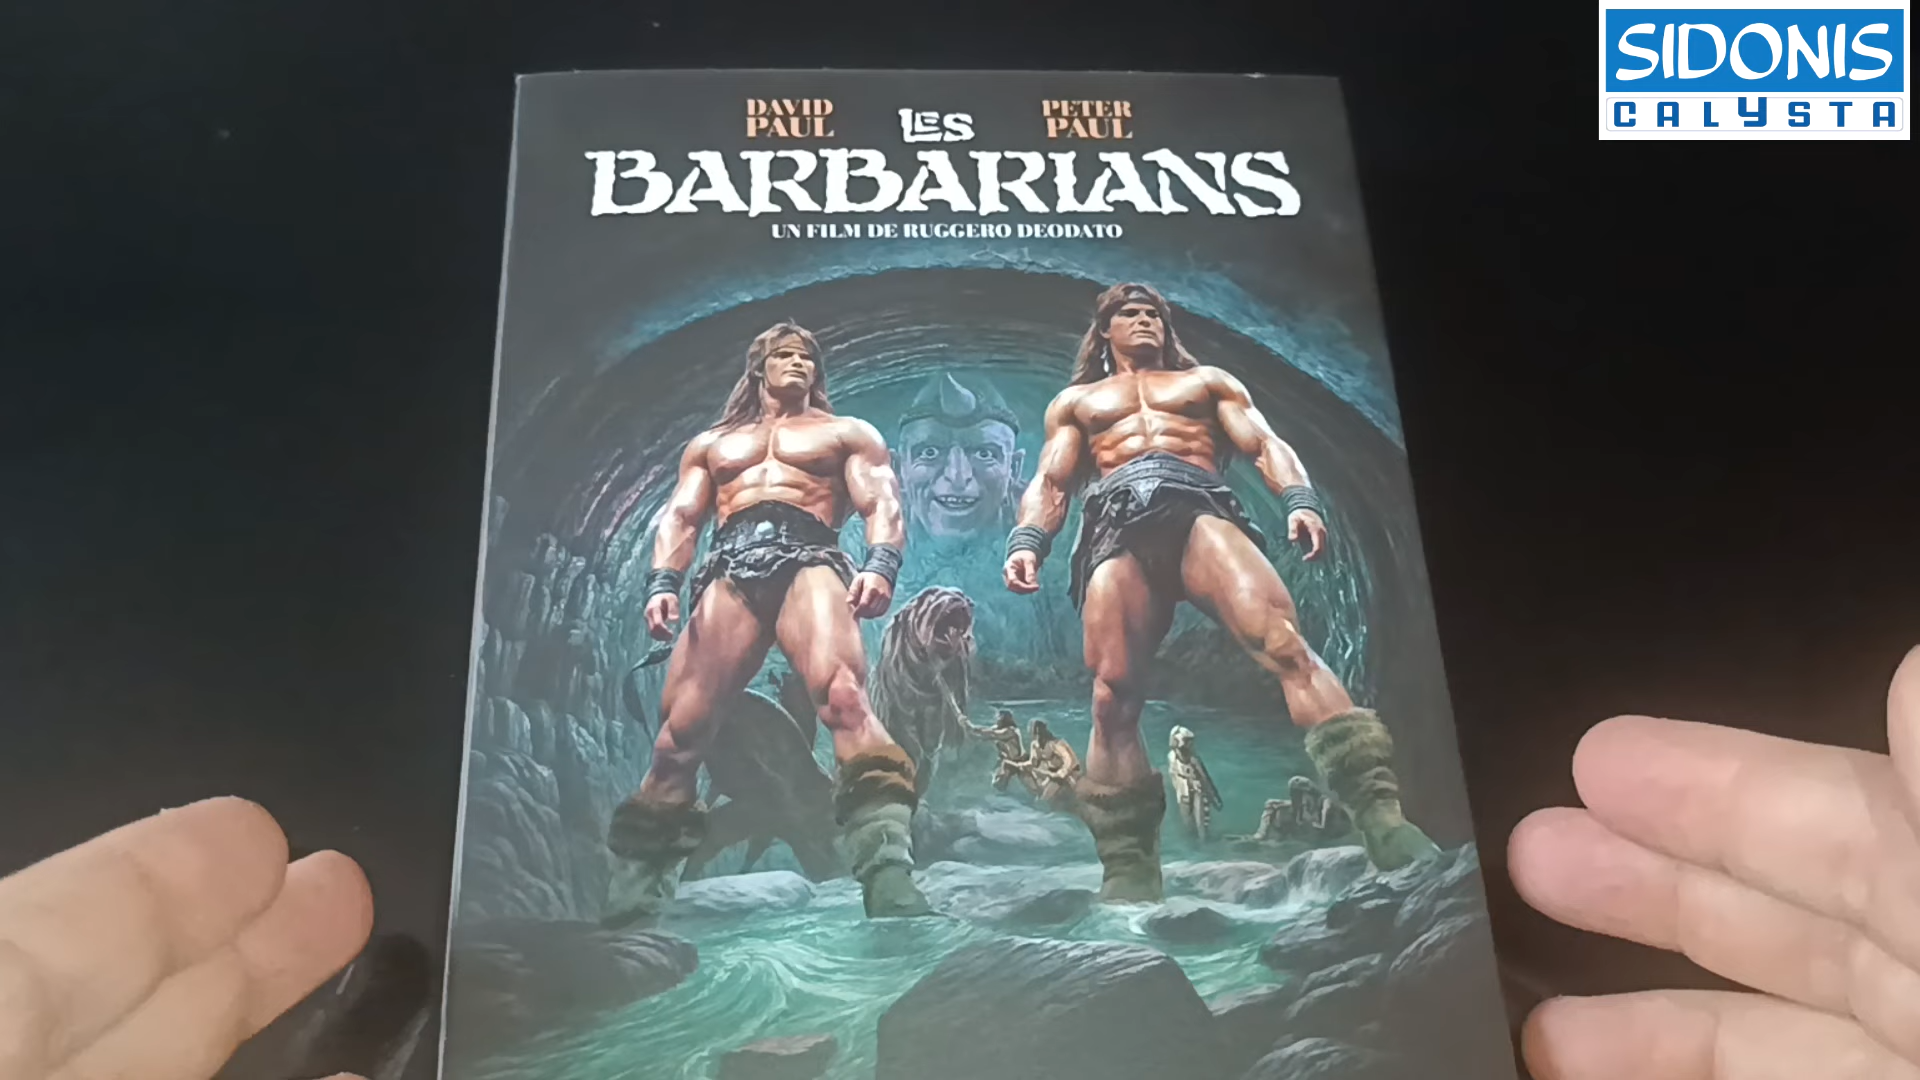 SIDONIS
CALYSTA
DAVID
PAUL
PETER
PAUL
LES
BARBARIANS
UN FILM DE RUGGERO DEODATO